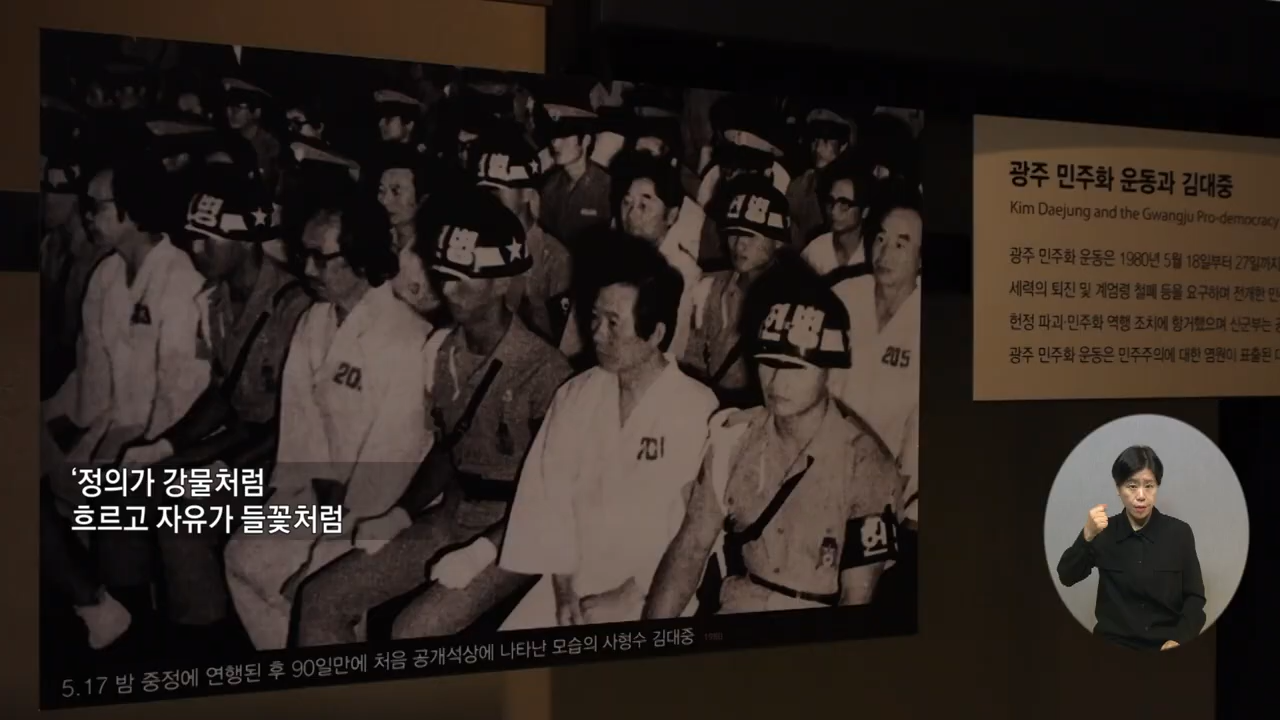 광주 민주화 운동과 김대중
Kim Daejung and the Gwangju Pro-democracy
광주 민주화 운동은 1980년 5월 18일부터 27일까지
세력의 퇴진 및 계엄령 철폐 등을 요구하며 전개한
헌정 파괴·민주화 역행 조치에 항거했으며 신군부는
광주 민주화 운동은 민주주의에 대한 염원이 표출된
헌병
헌병
병
병
헌
20
201
205
‘정의가 강물처럼
흐르고 자유가 들꽃처럼
5.17 밤 중정에 연행된 후 90일만에 처음 공개석상에 나타난 모습의 사형수 김대중 1980